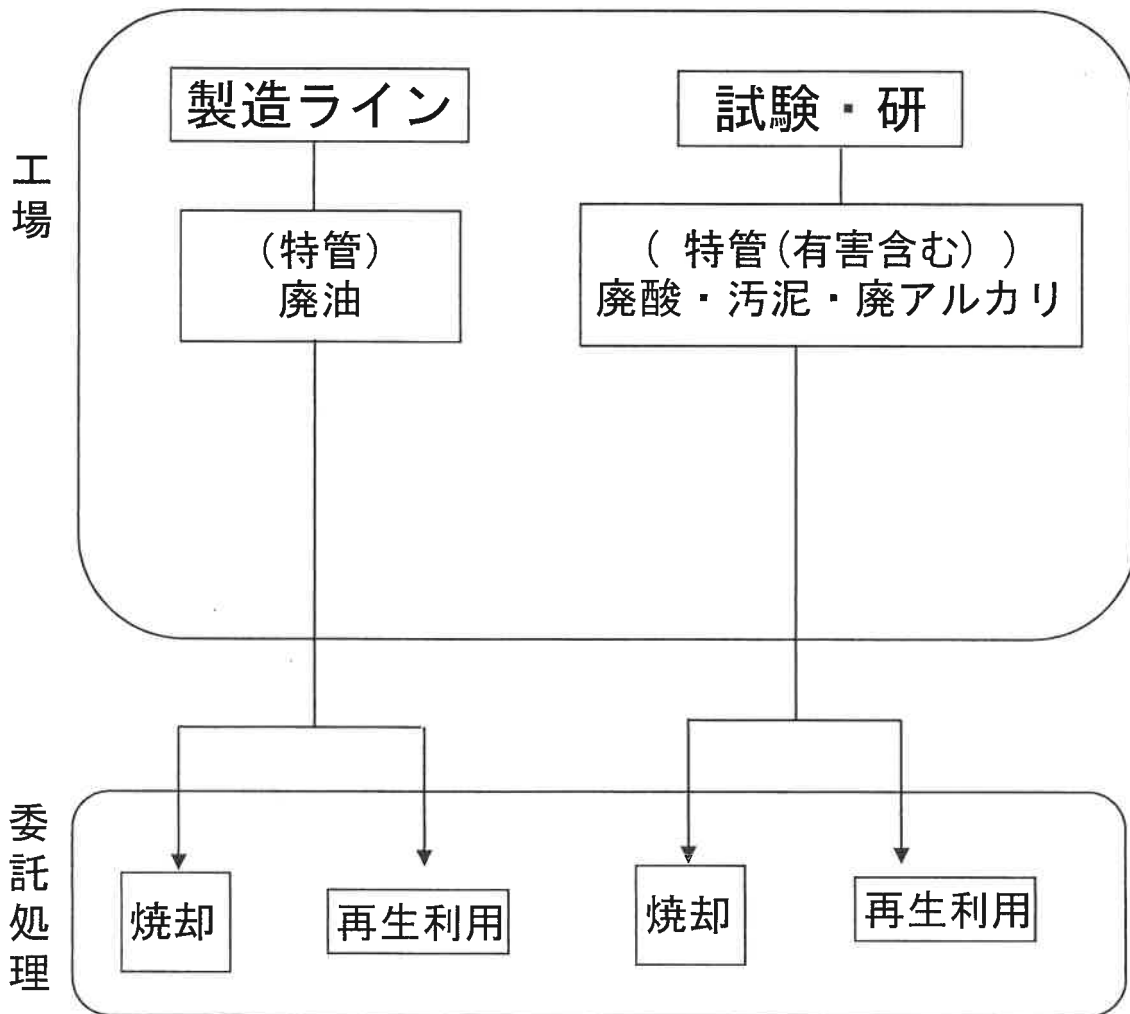 工場
製造ライン
試験・研
（特管）
廃油
（ 特管（有害含む） ）
廃酸・汚泥・廃アルカリ
委託処理
焼却
再生利用
焼却
再生利用